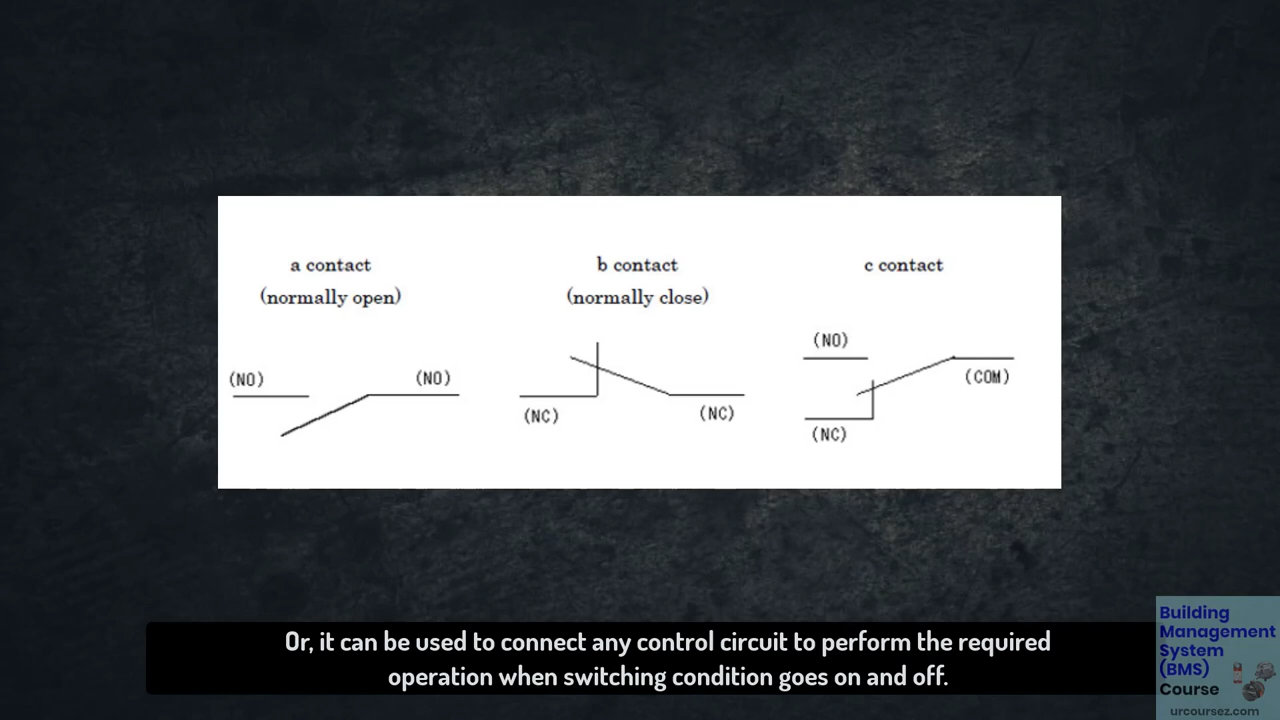 a contact
(normally open)
b contact
(normally close)
c contact
(NO)
(NO)
(NC)
(NC)
(NO)
(COM)
(NC)
Or, it can be used to connect any control circuit to perform the required
operation when switching condition goes on and off.
Building
Management
System
(BMS)
Course
urcoursez.com